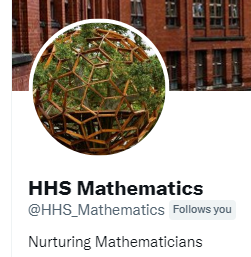 HHS Mathematics
@HHS_Mathematics Follows you
Nurturing Mathematicians